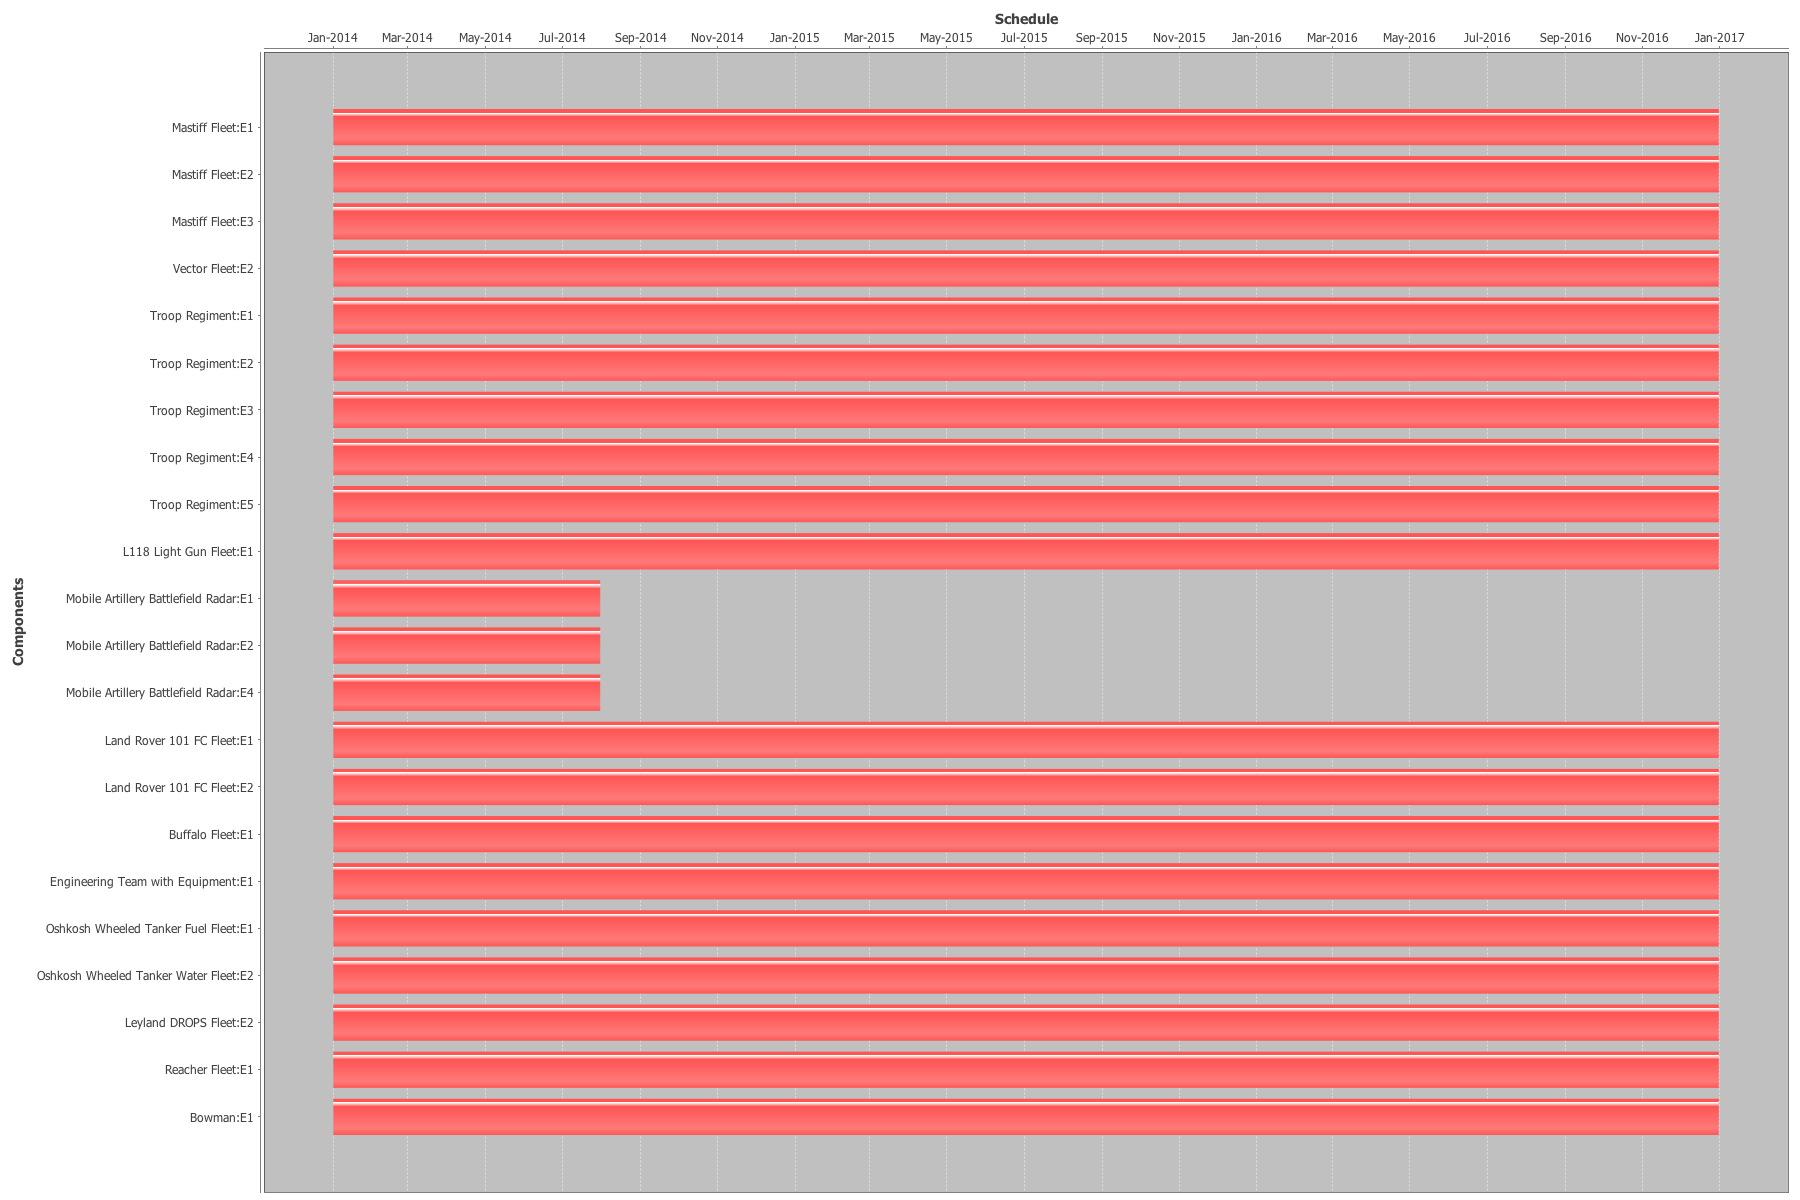 Schedule
Jan-2014 Mar-2014 May-2014 Jul-2014 Sep-2014 Nov-2014 Jan-2015 Mar-2015 May-2015 Jul-2015 Sep-2015 Nov-2015 Jan-2016 Mar-2016 May-2016 Jul-2016 Sep-2016 Nov-2016 Jan-2017
Components
Mastiff Fleet:E1
Mastiff Fleet:E2
Mastiff Fleet:E3
Vector Fleet:E2
Troop Regiment:E1
Troop Regiment:E2
Troop Regiment:E3
Troop Regiment:E4
Troop Regiment:E5
L118 Light Gun Fleet:E1
Mobile Artillery Battlefield Radar:E1
Mobile Artillery Battlefield Radar:E2
Mobile Artillery Battlefield Radar:E4
Land Rover 101 FC Fleet:E1
Land Rover 101 FC Fleet:E2
Buffalo Fleet:E1
Engineering Team with Equipment:E1
Oshkosh Wheeled Tanker Fuel Fleet:E1
Oshkosh Wheeled Tanker Water Fleet:E2
Leyland DROPS Fleet:E2
Reacher Fleet:E1
Bowman:E1